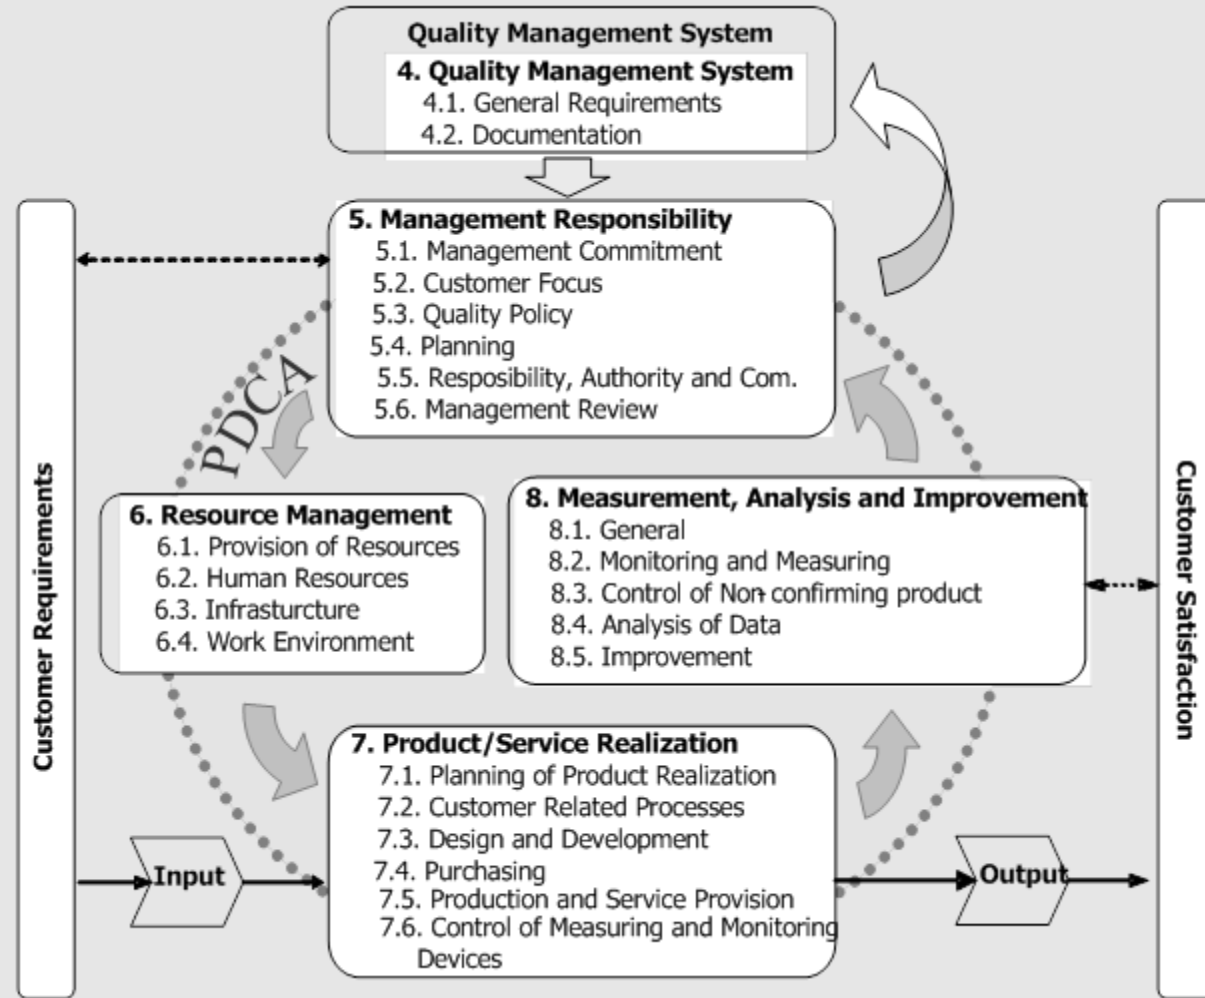 Quality Management System
4. Quality Management System
4.1. General Requirements
4.2. Documentation
5. Management Responsibility
5.1. Management Commitment
5.2. Customer Focus
5.3. Quality Policy
5.4. Planning
5.5. Resposibility, Authority and Com.
5.6. Management Review
PDCA
Customer Requirements
6. Resource Management
6.1. Provision of Resources
6.2. Human Resources
6.3. Infrasturcture
6.4. Work Environment
8. Measurement, Analysis and Improvement
8.1. General
8.2. Monitoring and Measuring
8.3. Control of Non- confirming product
8.4. Analysis of Data
8.5. Improvement
Customer Satisfaction
7. Product/Service Realization
7.1. Planning of Product Realization
7.2. Customer Related Processes
7.3. Design and Development
7.4. Purchasing
7.5. Production and Service Provision
7.6. Control of Measuring and Monitoring
Devices
Input
Output